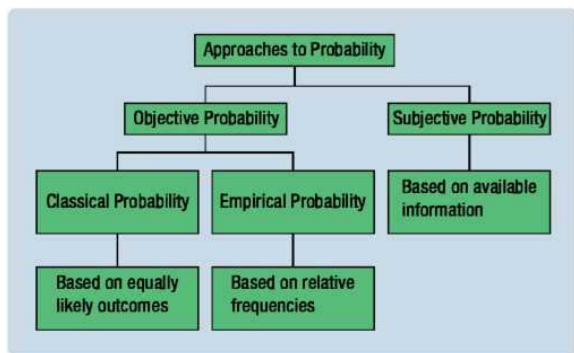 Approaches to Probability
Objective Probability
Subjective Probability
Classical Probability
Empirical Probability
Based on available
information
Based on equally
likely outcomes
Based on relative
frequencies